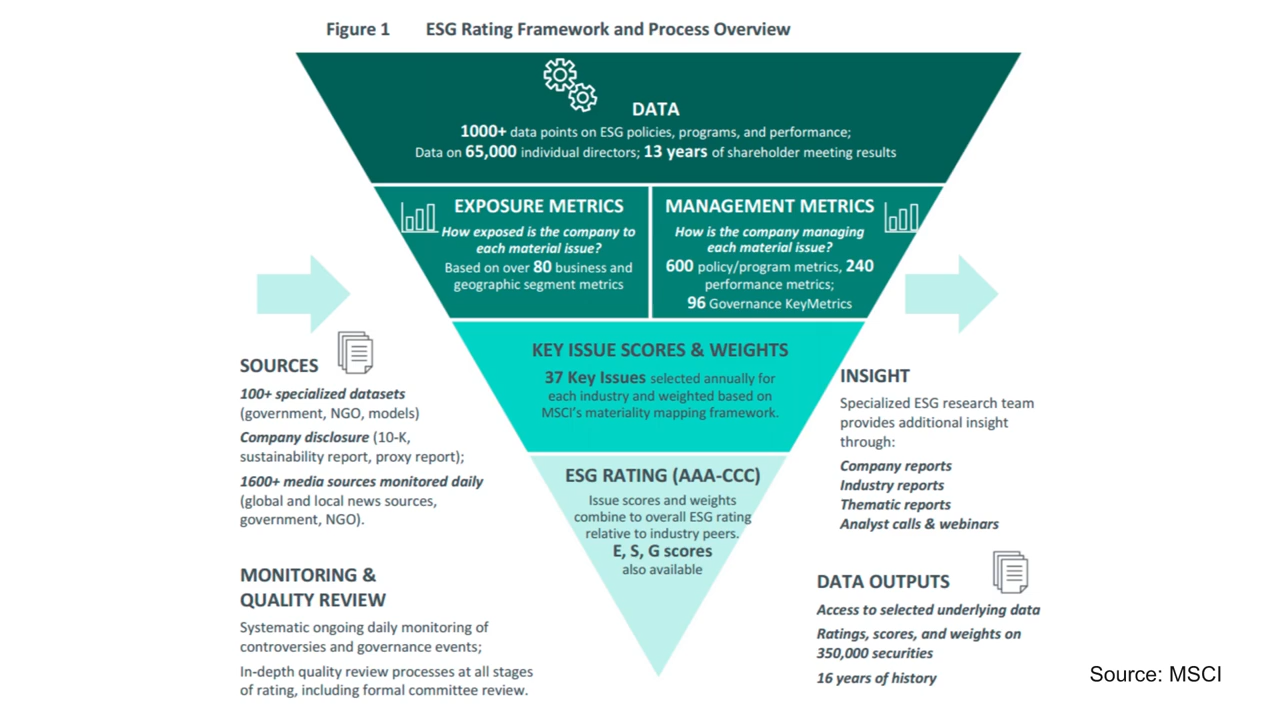 Figure 1 ESG Rating Framework and Process Overview
DATA
1000+ data points on ESG policies, programs, and performance;
Data on 65,000 individual directors; 13 years of shareholder meeting results
EXPOSURE METRICS
How exposed is the company to
each material issue?
Based on over 80 business and
geographic segment metrics
MANAGEMENT METRICS
How is the company managing
each material issue?
600 policy/program metrics, 240
performance metrics;
96 Governance KeyMetrics
KEY ISSUE SCORES & WEIGHTS
37 Key Issues selected annually for
each industry and weighted based on
MSCI's materiality mapping framework.
ESG RATING (AAA-CCC)
Issue scores and weights
combine to overall ESG rating
relative to industry peers.
E, S, G scores
also available
SOURCES
100+ specialized datasets
(government, NGO, models)
Company disclosure (10-K,
sustainability report, proxy report);
1600+ media sources monitored daily
(global and local news sources,
government, NGO).
MONITORING &
QUALITY REVIEW
Systematic ongoing daily monitoring of
controversies and governance events;
In-depth quality review processes at all stages
of rating, including formal committee review.
INSIGHT
Specialized ESG research team
provides additional insight
through:
Company reports
Industry reports
Thematic reports
Analyst calls & webinars
DATA OUTPUTS
Access to selected underlying data
Ratings, scores, and weights on
350,000 securities
16 years of history
Source: MSCI